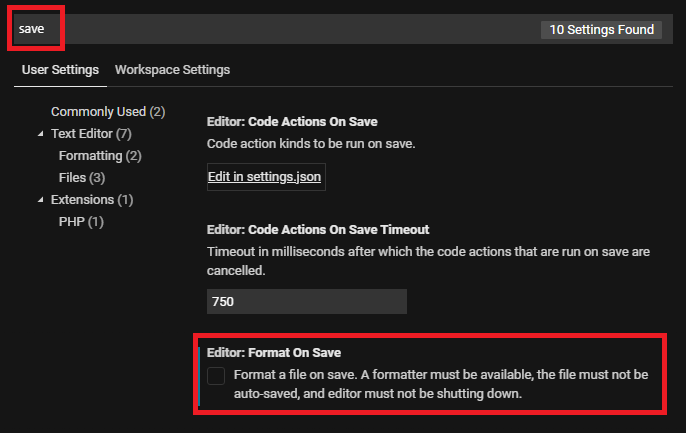 save
10 Settings Found
User Settings
Workspace Settings
Commonly Used (2)
Text Editor (7)
Formatting (2)
Files (3)
Extensions (1)
PHP (1)
Editor: Code Actions On Save
Code action kinds to be run on save.
Edit in settings.json
Editor: Code Actions On Save Timeout
Timeout in milliseconds after which the code actions that are run on save are
cancelled.
750
Editor: Format On Save
Format a file on save. A formatter must be available, the file must not be
auto-saved, and editor must not be shutting down.